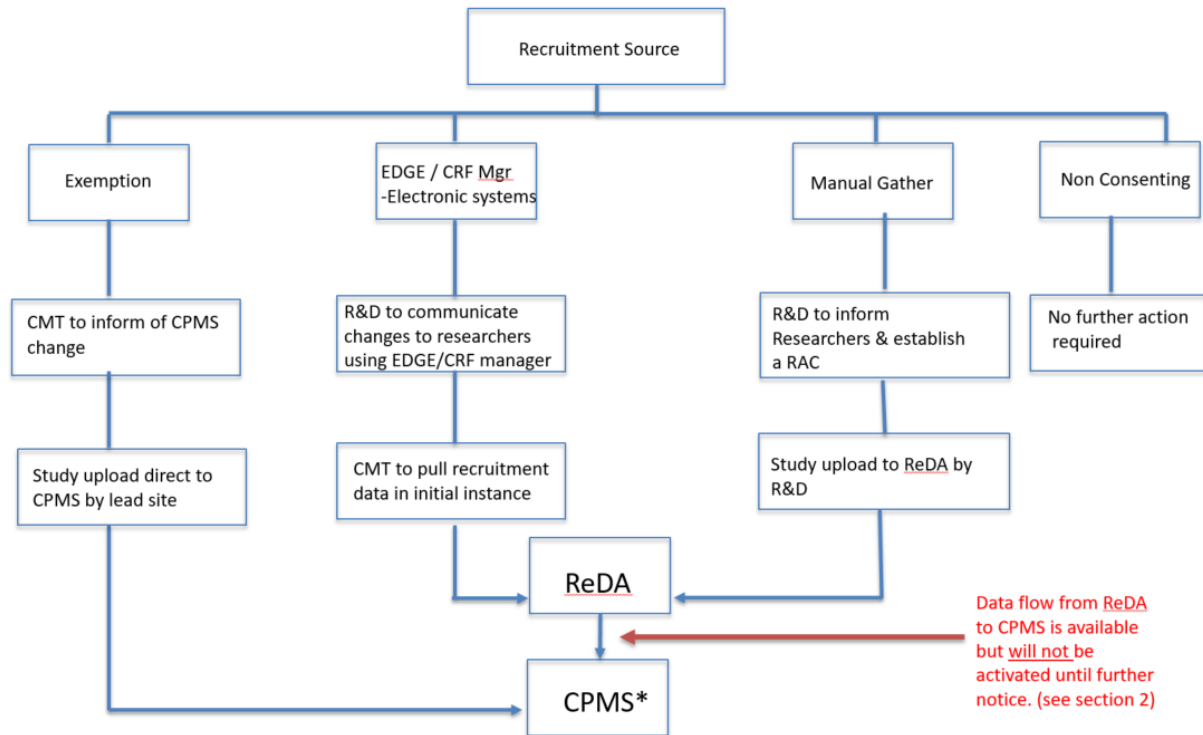 Recruitment Source
Exemption
EDGE / CRF Mgr
-Electronic systems
Manual Gather
Non Consenting
CMT to inform of CPMS
change
R&D to communicate
changes to researchers
using EDGE/CRF manager
R&D to inform
Researchers & establish
a RAC
No further action
required
Study upload direct to
CPMS by lead site
CMT to pull recruitment
data in initial instance
Study upload to ReDA by
R&D
ReDA
Data flow from ReDA
to CPMS is available
but will not be
activated until further
notice. (see section 2)
CPMS*